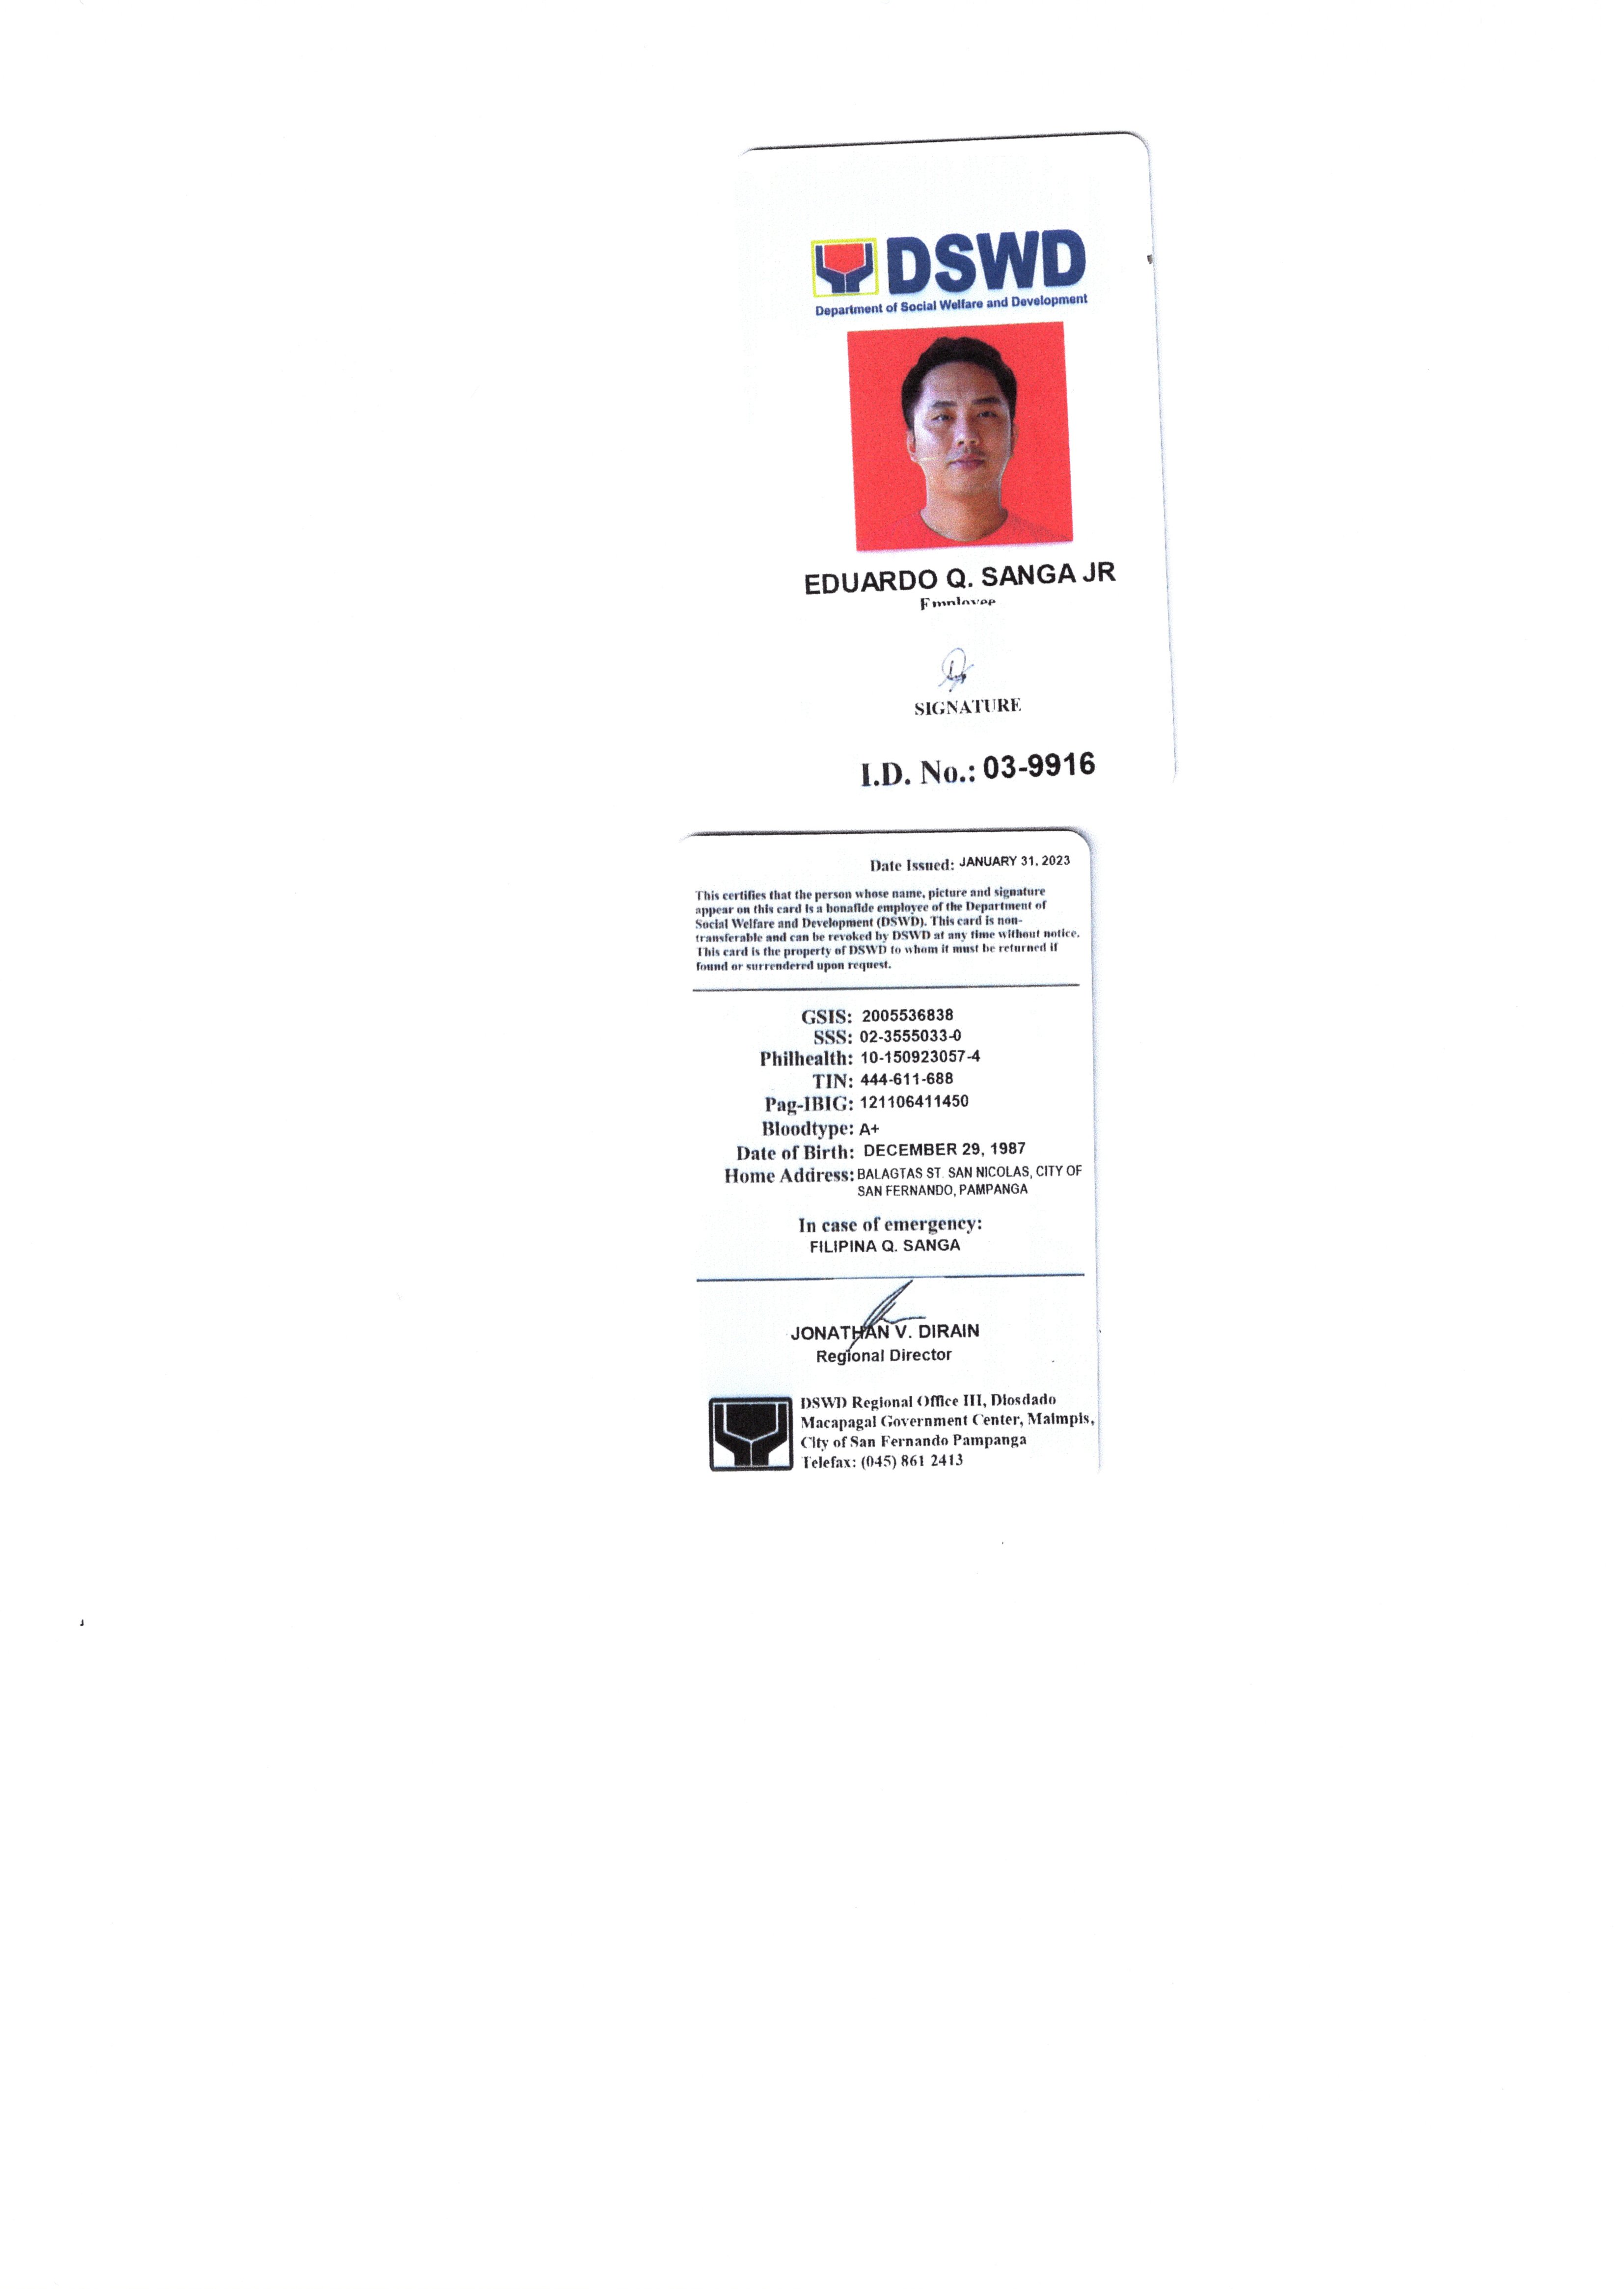 DSWD
Department of Social Welfare and Development
EDUARDO Q. SANGA JR
Employee
SIGNATURE
I.D. No.: 03-9916
Date Issued: JANUARY 31, 2023
This certifies that the person whose name, picture and signature
appear on this card is a bonafide employee of the Department of
Social Welfare and Development (DSWD). This card is non-
transferable and can be revoked by DSWD at any time without notice.
This card is the property of DSWD to whom it must be returned if
found or surrendered upon request.
GSIS: 2005536838
SSS: 02-3555033-0
Philhealth: 10-150923057-4
TIN: 444-611-688
Pag-IBIG: 121106411450
Bloodtype: A+
Date of Birth: DECEMBER 29, 1987
Home Address: BALAGTAS ST. SAN NICOLAS, CITY OF
SAN FERNANDO, PAMPANGA
In case of emergency:
FILIPINA Q. SANGA
JONATHAN V. DIRAIN
Regional Director
DSWD Regional Office III, Diosdado
Macapagal Government Center, Maimpis,
City of San Fernando Pampanga
Telefax: (045) 861 2413